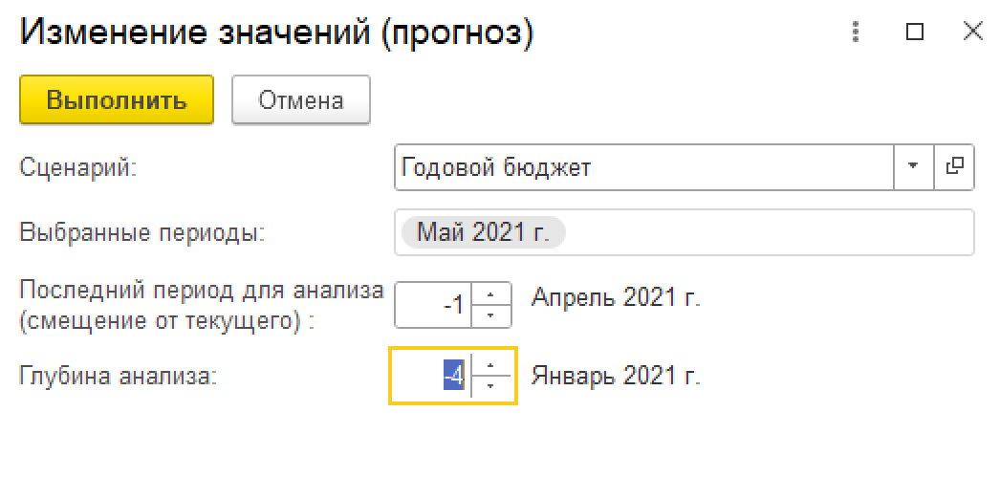 Изменение значений (прогноз)
Выполнить Отмена
Сценарий: Годовой бюджет
Выбранные периоды: Май 2021 г.
Последний период для анализа
(смещение от текущего) : -1 Апрель 2021 г.
Глубина анализа: -4 Январь 2021 г.